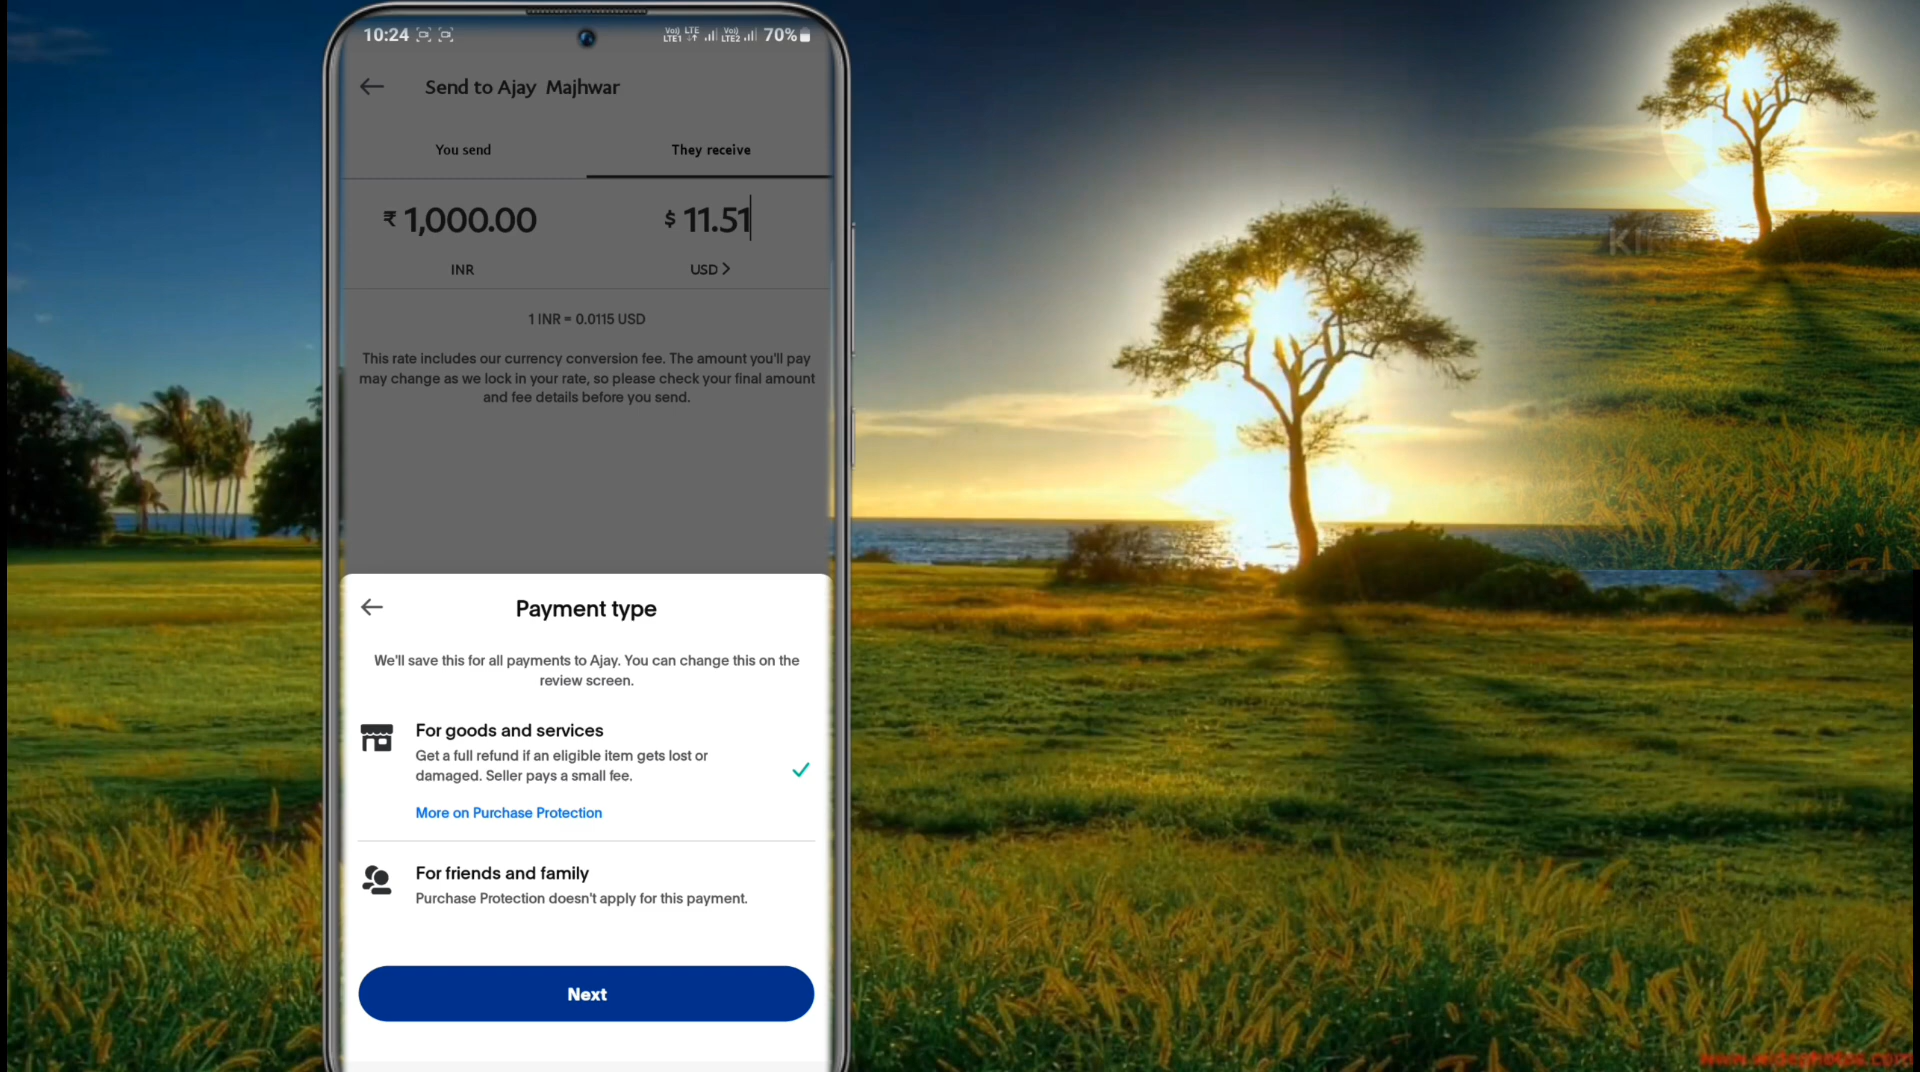 10:24
Vo) LTE
LTE1
Vo)
LTE2
70%
Send to Ajay Majhwar
You send
They receive
₹ 1,000.00
$ 11.51
INR
USD
1 INR = 0.0115 USD
This rate includes our currency conversion fee. The amount you'll pay
may change as we lock in your rate, so please check your final amount
and fee details before you send.
Payment type
We'll save this for all payments to Ajay. You can change this on the
review screen.
For goods and services
Get a full refund if an eligible item gets lost or
damaged. Seller pays a small fee.
More on Purchase Protection
For friends and family
Purchase Protection doesn't apply for this payment.
Next